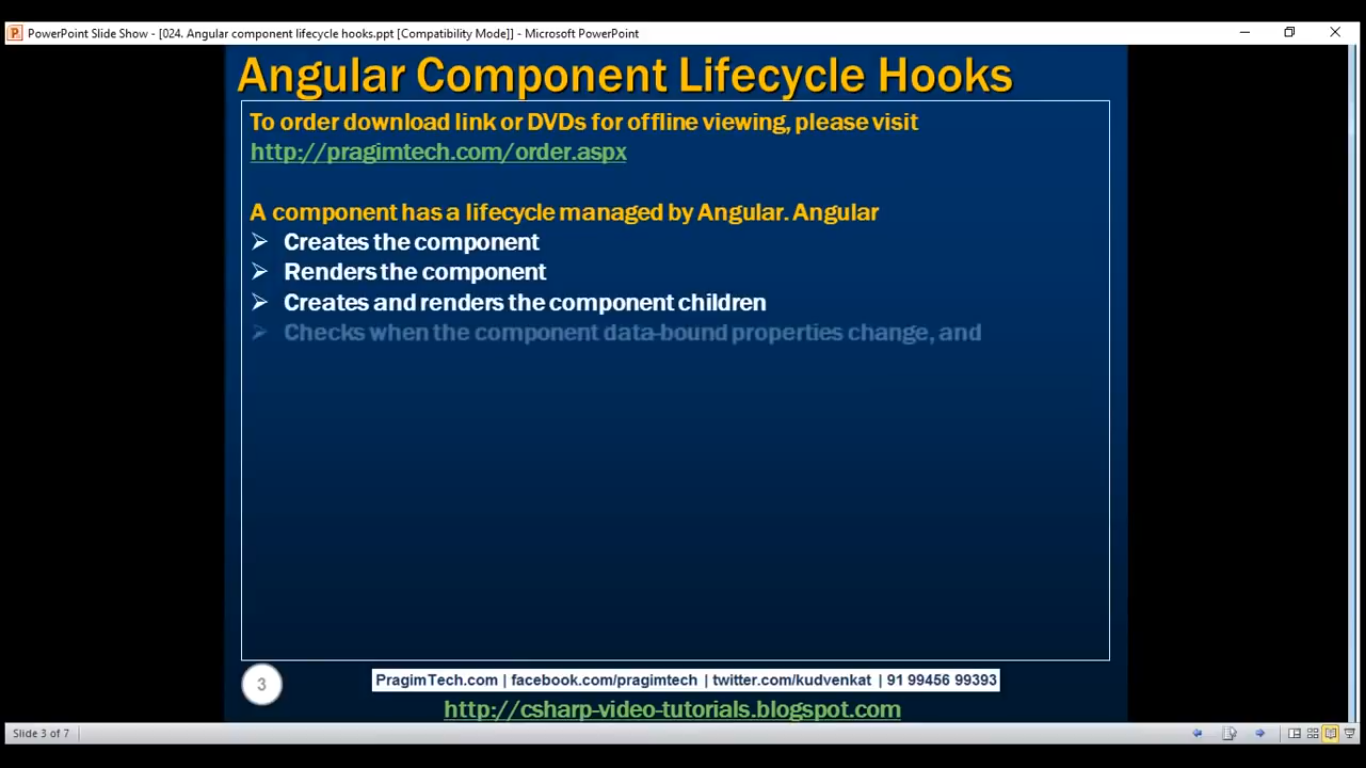 PowerPoint Slide Show - [024. Angular component lifecycle hooks.ppt [Compatibility Mode]] - Microsoft PowerPoint
Angular Component Lifecycle Hooks
To order download link or DVDs for offline viewing, please visit
http://pragimtech.com/order.aspx
A component has a lifecycle managed by Angular. Angular
➢ Creates the component
➢ Renders the component
➢ Creates and renders the component children
➢ Checks when the component data-bound properties change, and
3
PragimTech.com | facebook.com/pragimtech | twitter.com/kudvenkat | 91 99456 99393
http://csharp-video-tutorials.blogspot.com
Slide 3 of 7